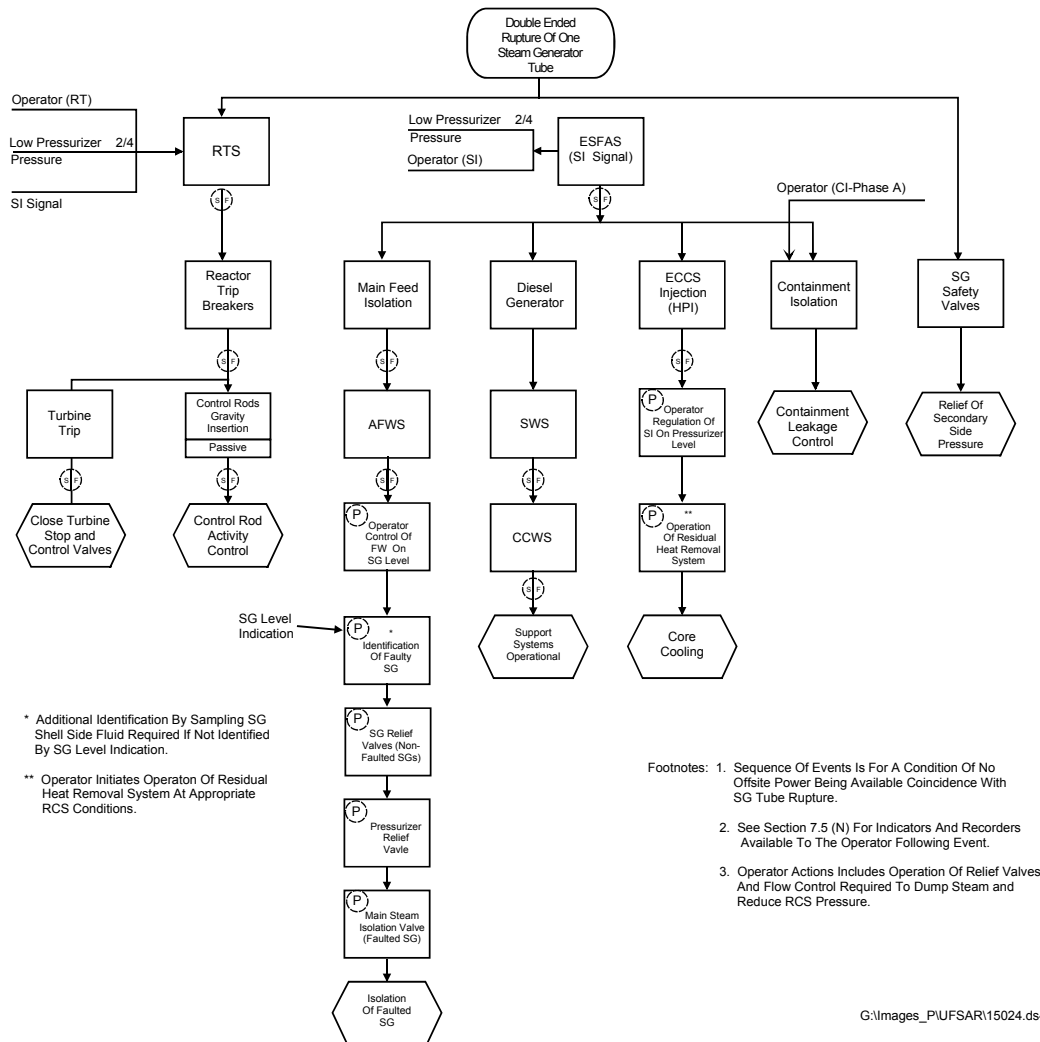 Double Ended
Rupture Of One
Steam Generator
Tube
Operator (RT)
Low Pressurizer 2/4
Pressure
SI Signal
RTS
Low Pressurizer 2/4
Pressure
Operator (SI)
ESFAS
(SI Signal)
Operator (CI-Phase A)
S F
S F
Reactor
Trip
Breakers
Main Feed
Isolation
Diesel
Generator
ECCS
Injection
(HPI)
Containment
Isolation
SG
Safety
Valves
S F
S F
S F
S F
Turbine
Trip
Control Rods
Gravity
Insertion
Passive
AFWS
SWS
P
Operator
Regulation Of
SI On Pressurizer
Level
Containment
Leakage
Control
Relief Of
Secondary
Side
Pressure
S F
S F
S F
S F
Close Turbine
Stop and
Control Valves
Control Rod
Activity
Control
P
Operator
Control Of
FW On
SG Level
CCWS
P
**
Operation
Of Residual
Heat Removal
System
S F
SG Level
Indication
P
*
Identification
Of Faulty
SG
Support
Systems
Operational
Core
Cooling
P
SG Relief
Valves (Non-
Faulted SGs)
P
Pressurizer
Relief
Vavle
P
Main Steam
Isolation Valve
(Faulted SG)
Isolation
Of Faulted
SG
* Additional Identification By Sampling SG
Shell Side Fluid Required If Not Identified
By SG Level Indication.
** Operator Initiates Operaton Of Residual
Heat Removal System At Appropriate
RCS Conditions.
Footnotes: 1. Sequence Of Events Is For A Condition Of No
Offsite Power Being Available Coincidence With
SG Tube Rupture.
2. See Section 7.5 (N) For Indicators And Recorders
Available To The Operator Following Event.
3. Operator Actions Includes Operation Of Relief Valves
And Flow Control Required To Dump Steam and
Reduce RCS Pressure.
G:\Images_P\UFSAR\15024.ds